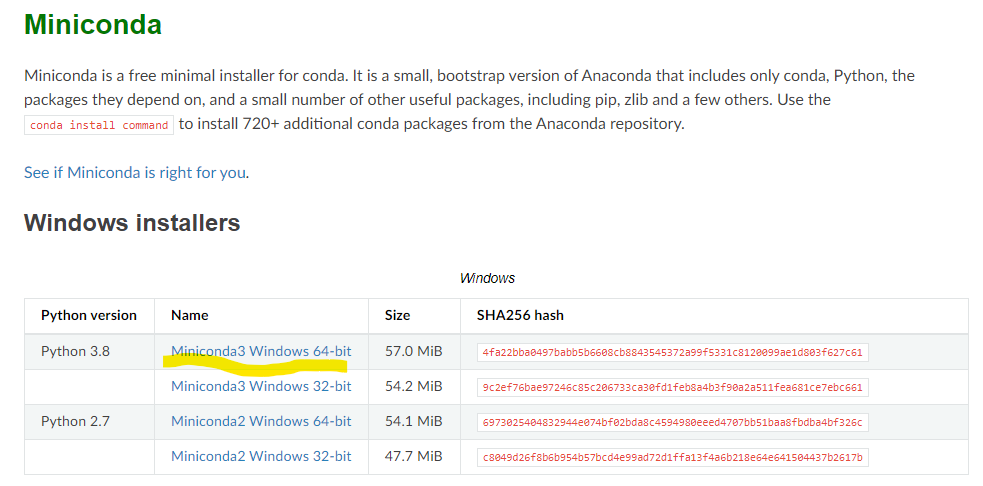 Miniconda
Miniconda is a free minimal installer for conda. It is a small, bootstrap version of Anaconda that includes only conda, Python, the
packages they depend on, and a small number of other useful packages, including pip, zlib and a few others. Use the
conda install command to install 720+ additional conda packages from the Anaconda repository.
See if Miniconda is right for you.
Windows installers
Windows
Python version Name Size SHA256 hash
Python 3.8 Miniconda3 Windows 64-bit 57.0 MiB 4fa22bba0497babb5b6608cb8843545372a99f5331c8120099ae1d803f627c61
Miniconda3 Windows 32-bit 54.2 MiB 9c2ef76bae97246c85c206733ca30fd1feb8a4b3f90a2a511fea681ce7ebc661
Python 2.7 Miniconda2 Windows 64-bit 54.1 MiB 6973025404832944e074bf02bda8c4594980eeed4707bb51baa8fbdba4bf326c
Miniconda2 Windows 32-bit 47.7 MiB c8049d26f8b6b954b57bcd4e99ad72d1ffa13f4a6b218e64e641504437b2617b